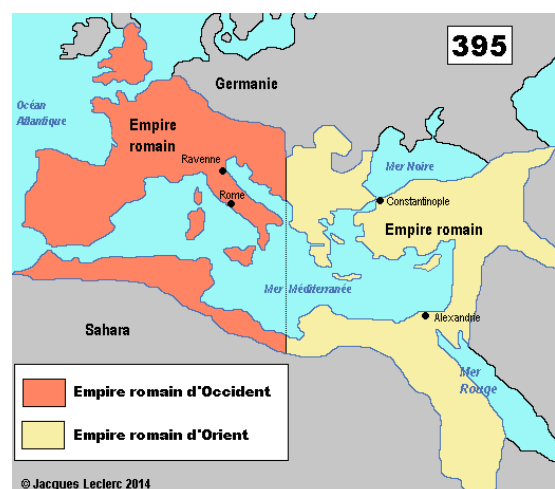 395
Germanie
Océan
Atlantique
Empire
romain
Ravenne
Mer Noire
Rome
Constantinople
Empire romain
Mer Méditerranée
Alexandrie
Sahara
Mer
Rouge
Empire romain d'Occident
Empire romain d'Orient
© Jacques Leclerc 2014